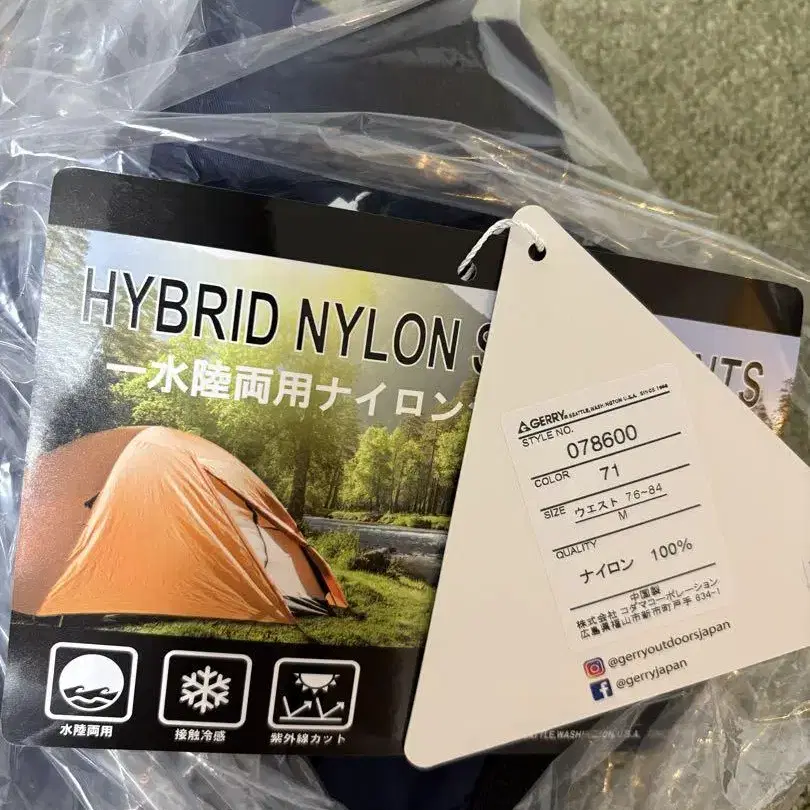 HYBRID NYLON S NTS
一水陸両用ナイロン
水陸両用
接触冷感
紫外線カット
GERRY® SEATTLE, WASHINGTON U.S.A. SINCE 1946
STYLE NO.
078600
COLOR 71
SIZE ウエスト 76~84
M
QUALITY
ナイロン 100%
中国製
株式会社 コダマコーポレーション
広島県福山市新市町戸手 634-1
@gerryoutdoorsjapan
@gerryjapan
WASHINGTON, U.S.A.